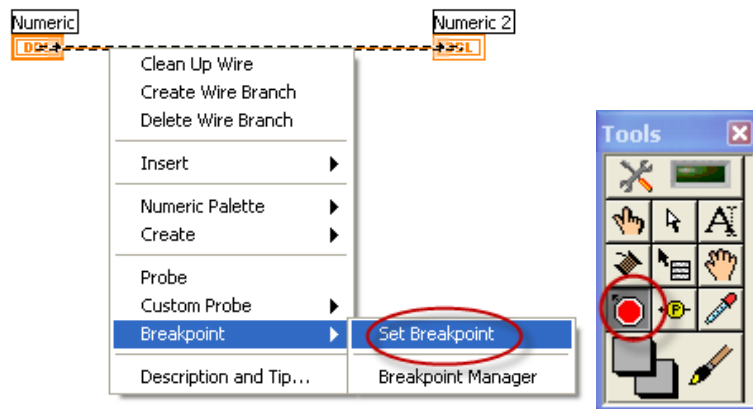 Numeric
Numeric 2
Clean Up Wire
Create Wire Branch
Delete Wire Branch
Insert
Numeric Palette
Create
Probe
Custom Probe
Breakpoint
Set Breakpoint
Description and Tip...
Breakpoint Manager
Tools
A
P